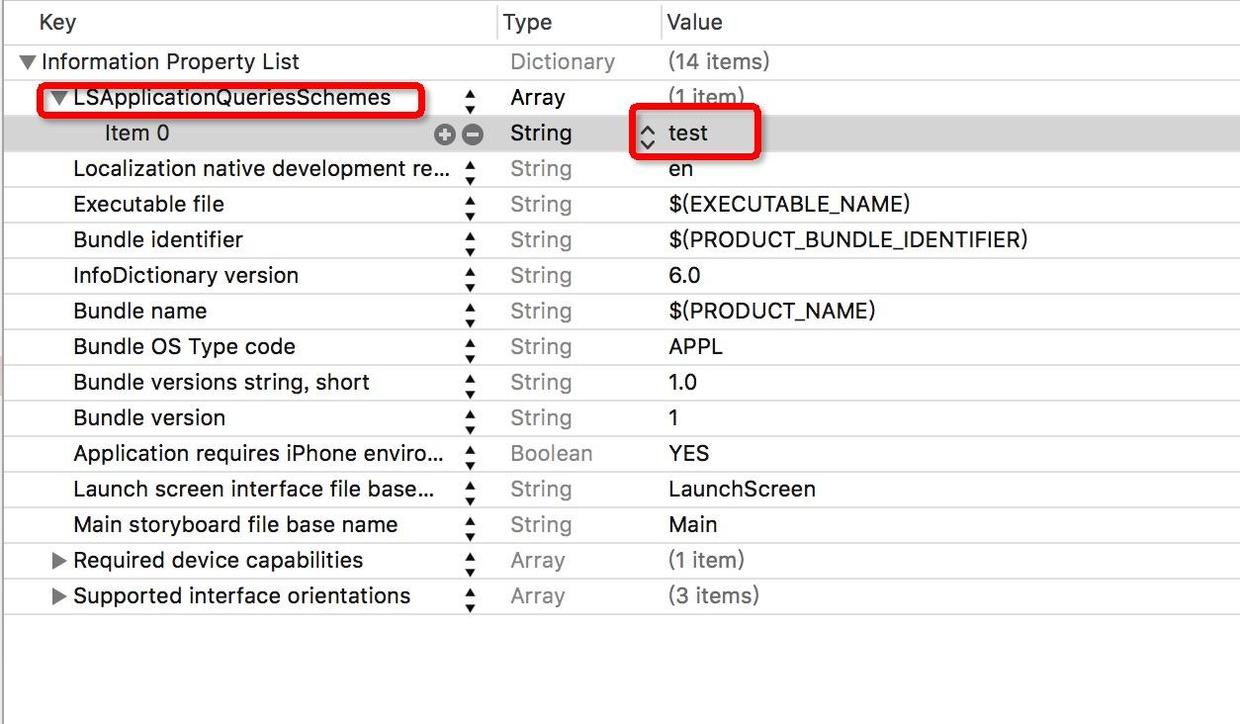 Key Type Value
Information Property List Dictionary (14 items)
LSApplicationQueriesSchemes Array (1 item)
Item 0 String test
Localization native development re... String en
Executable file String $(EXECUTABLE_NAME)
Bundle identifier String $(PRODUCT_BUNDLE_IDENTIFIER)
InfoDictionary version String 6.0
Bundle name String $(PRODUCT_NAME)
Bundle OS Type code String APPL
Bundle versions string, short String 1.0
Bundle version String 1
Application requires iPhone enviro... Boolean YES
Launch screen interface file base... String LaunchScreen
Main storyboard file base name String Main
Required device capabilities Array (1 item)
Supported interface orientations Array (3 items)